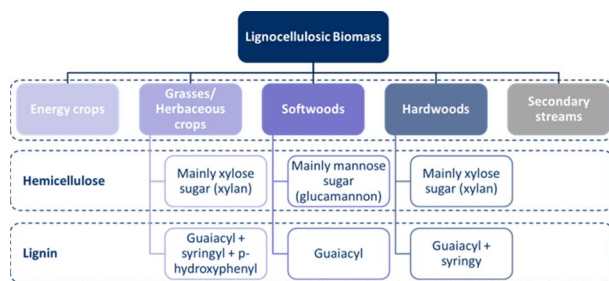 Lignocellulosic Biomass
Energy crops
Grasses/
Herbaceous
crops
Softwoods
Hardwoods
Secondary
streams
Hemicellulose
Mainly xylose
sugar (xylan)
Mainly mannose
sugar
(glucamannon)
Mainly xylose
sugar (xylan)
Lignin
Guaiacyl +
syringyl + p-
hydroxyphenyl
Guaiacyl
Guaiacyl +
syringy